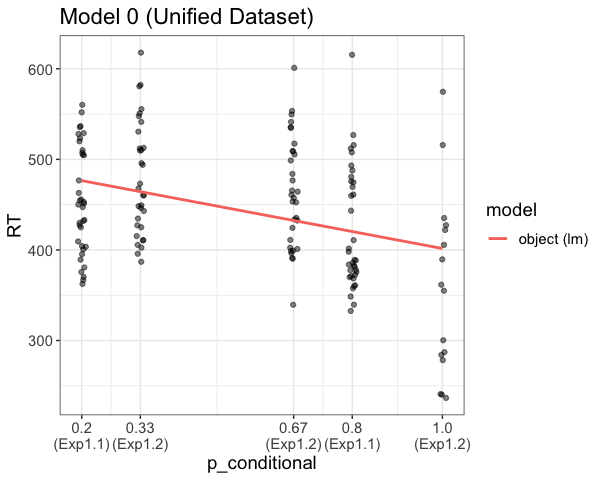 Model 0 (Unified Dataset)
600
500
400
300
RT
0.2
(Exp1.1)
0.33
(Exp1.2)
0.67
(Exp1.2)
0.8
(Exp1.1)
1.0
(Exp1.2)
p_conditional
model
object (lm)